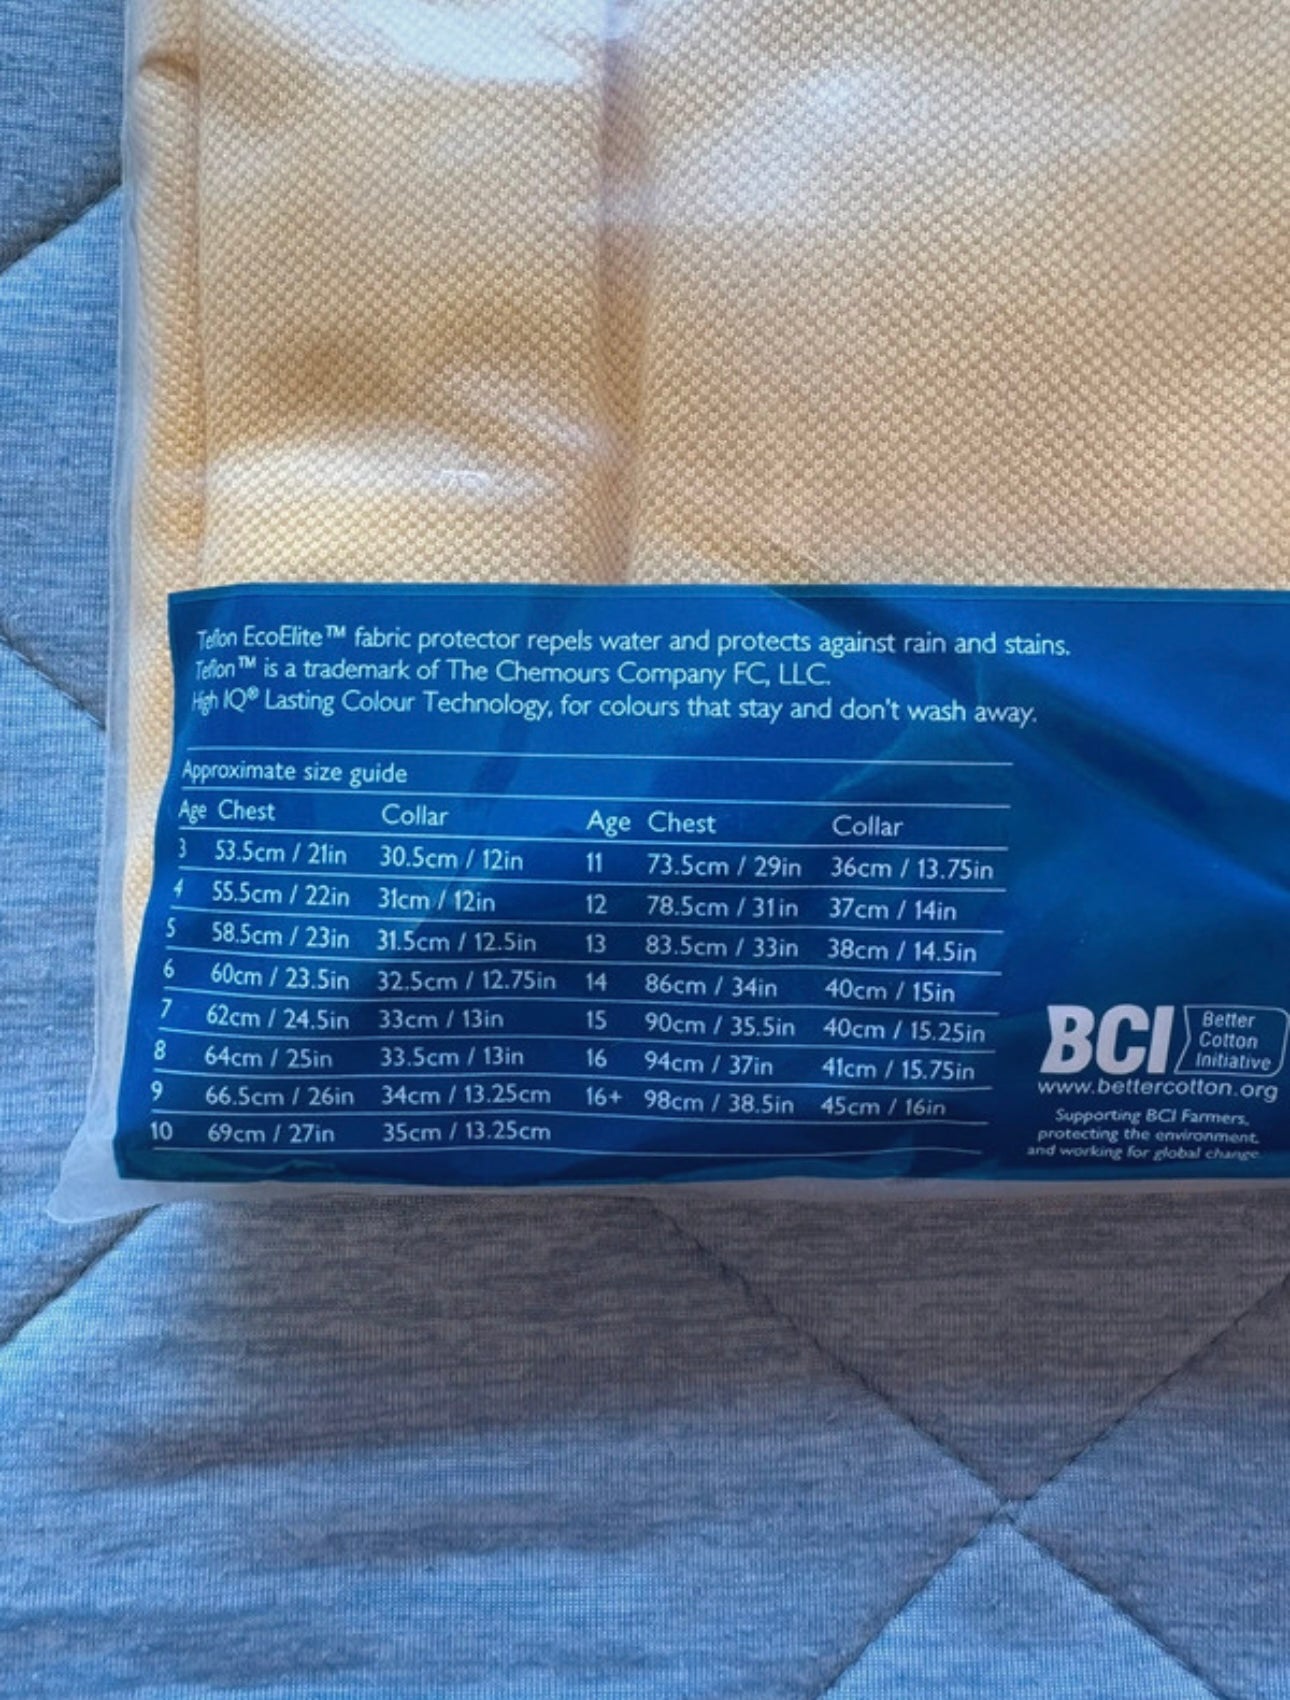 Teflon EcoElite™ fabric protector repels water and protects against rain and stains.
Teflon™ is a trademark of The Chemours Company FC, LLC.
High IQ® Lasting Colour Technology, for colours that stay and don't wash away.
Approximate size guide
Age Chest Collar Age Chest Collar
3 53.5cm / 21in 30.5cm / 12in 11 73.5cm / 29in 36cm / 13.75in
4 55.5cm / 22in 31cm / 12in 12 78.5cm / 31in 37cm / 14in
5 58.5cm / 23in 31.5cm / 12.5in 13 83.5cm / 33in 38cm / 14.5in
6 60cm / 23.5in 32.5cm / 12.75in 14 86cm / 34in 40cm / 15in
7 62cm / 24.5in 33cm / 13in 15 90cm / 35.5in 40cm / 15.25in
8 64cm / 25in 33.5cm / 13in 16 94cm / 37in 41cm / 15.75in
9 66.5cm / 26in 34cm / 13.25cm 16+ 98cm / 38.5in 45cm / 16in
10 69cm / 27in 35cm / 13.25cm
BCI
Better
Cotton
Initiative
www.bettercotton.org
Supporting BCI Farmers,
protecting the environment,
and working for global change.